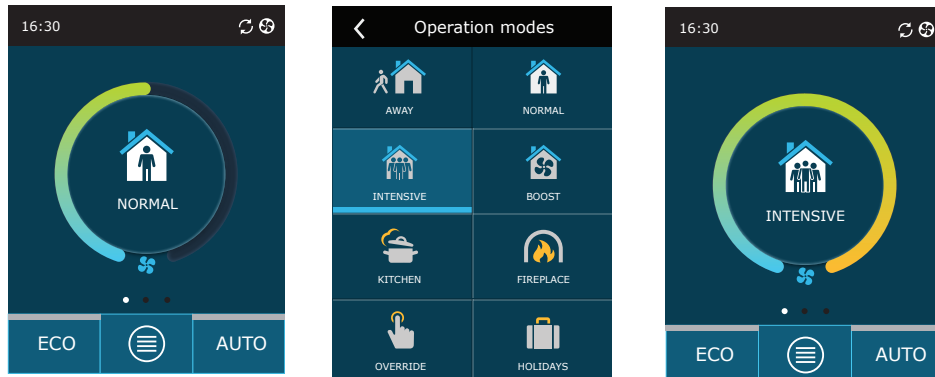 16:30
NORMAL
ECO
AUTO
Operation modes
AWAY
NORMAL
INTENSIVE
BOOST
KITCHEN
FIREPLACE
OVERRIDE
HOLIDAYS
16:30
INTENSIVE
ECO
AUTO